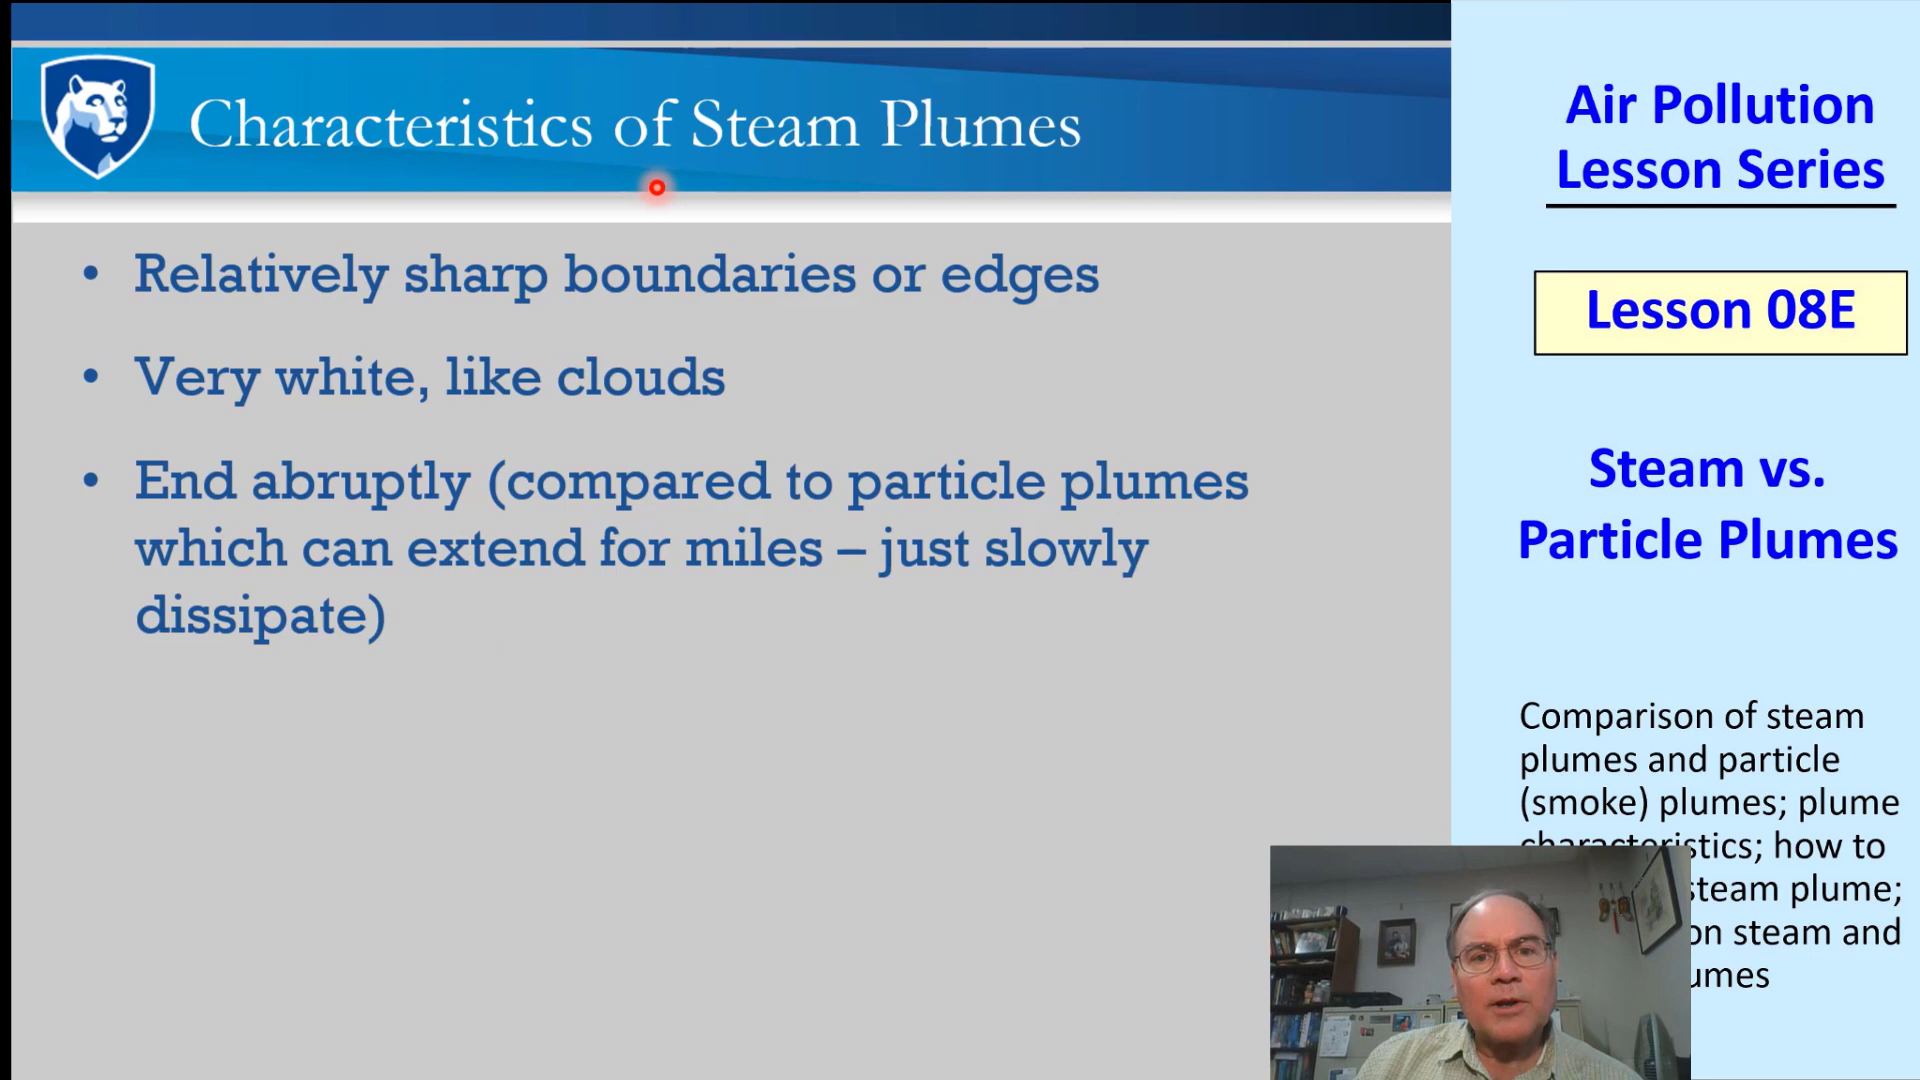 Characteristics of Steam Plumes
• Relatively sharp boundaries or edges
• Very white, like clouds
• End abruptly (compared to particle plumes
which can extend for miles – just slowly
dissipate)
Air Pollution
Lesson Series
Lesson 08E
Steam vs.
Particle Plumes
Comparison of steam
plumes and particle
(smoke) plumes; plume
characteristics; how to
steam plume;
on steam and